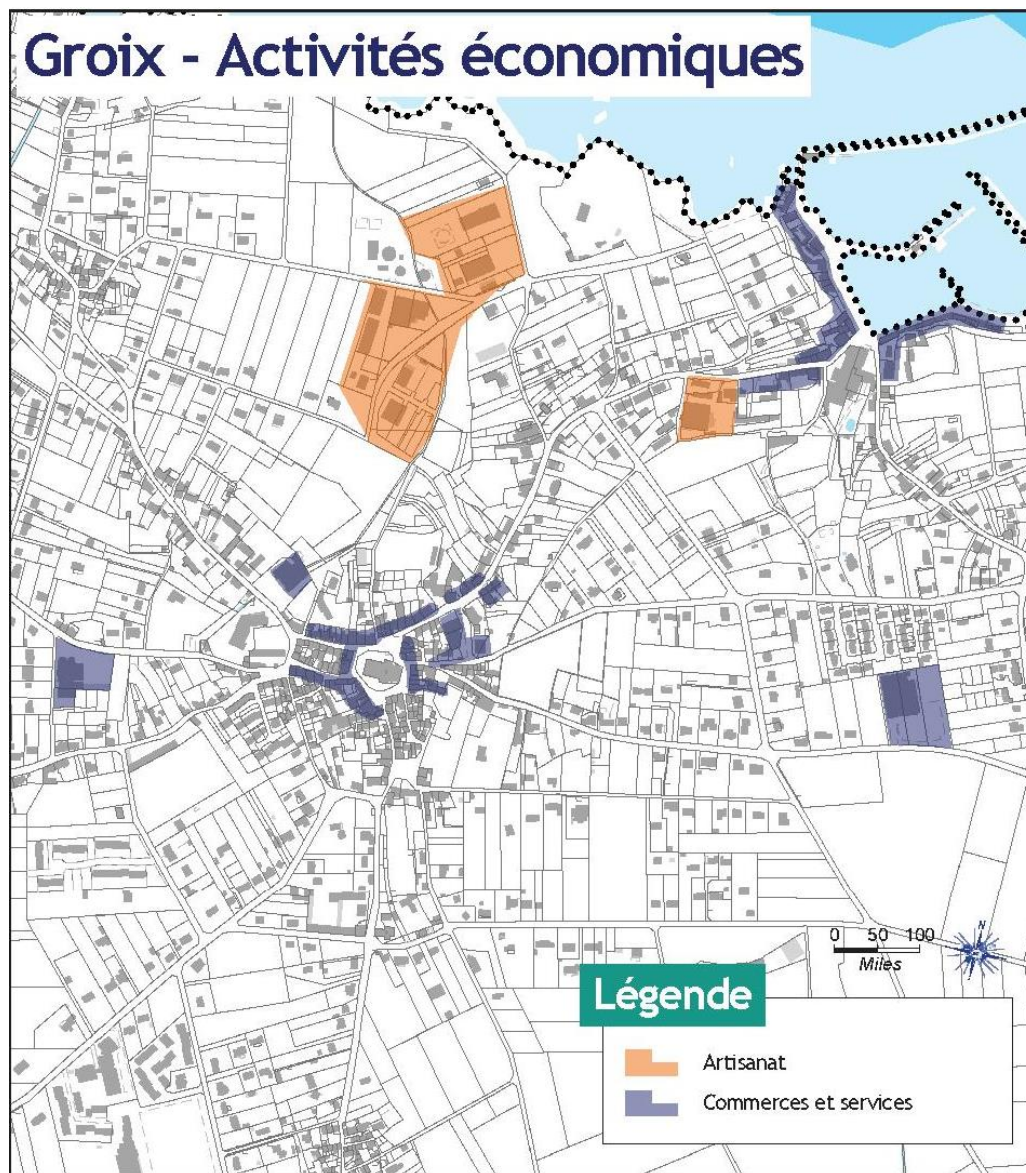 Groix - Activités économiques
0 50 100
Miles
N
Légende
Artisanat
Commerces et services